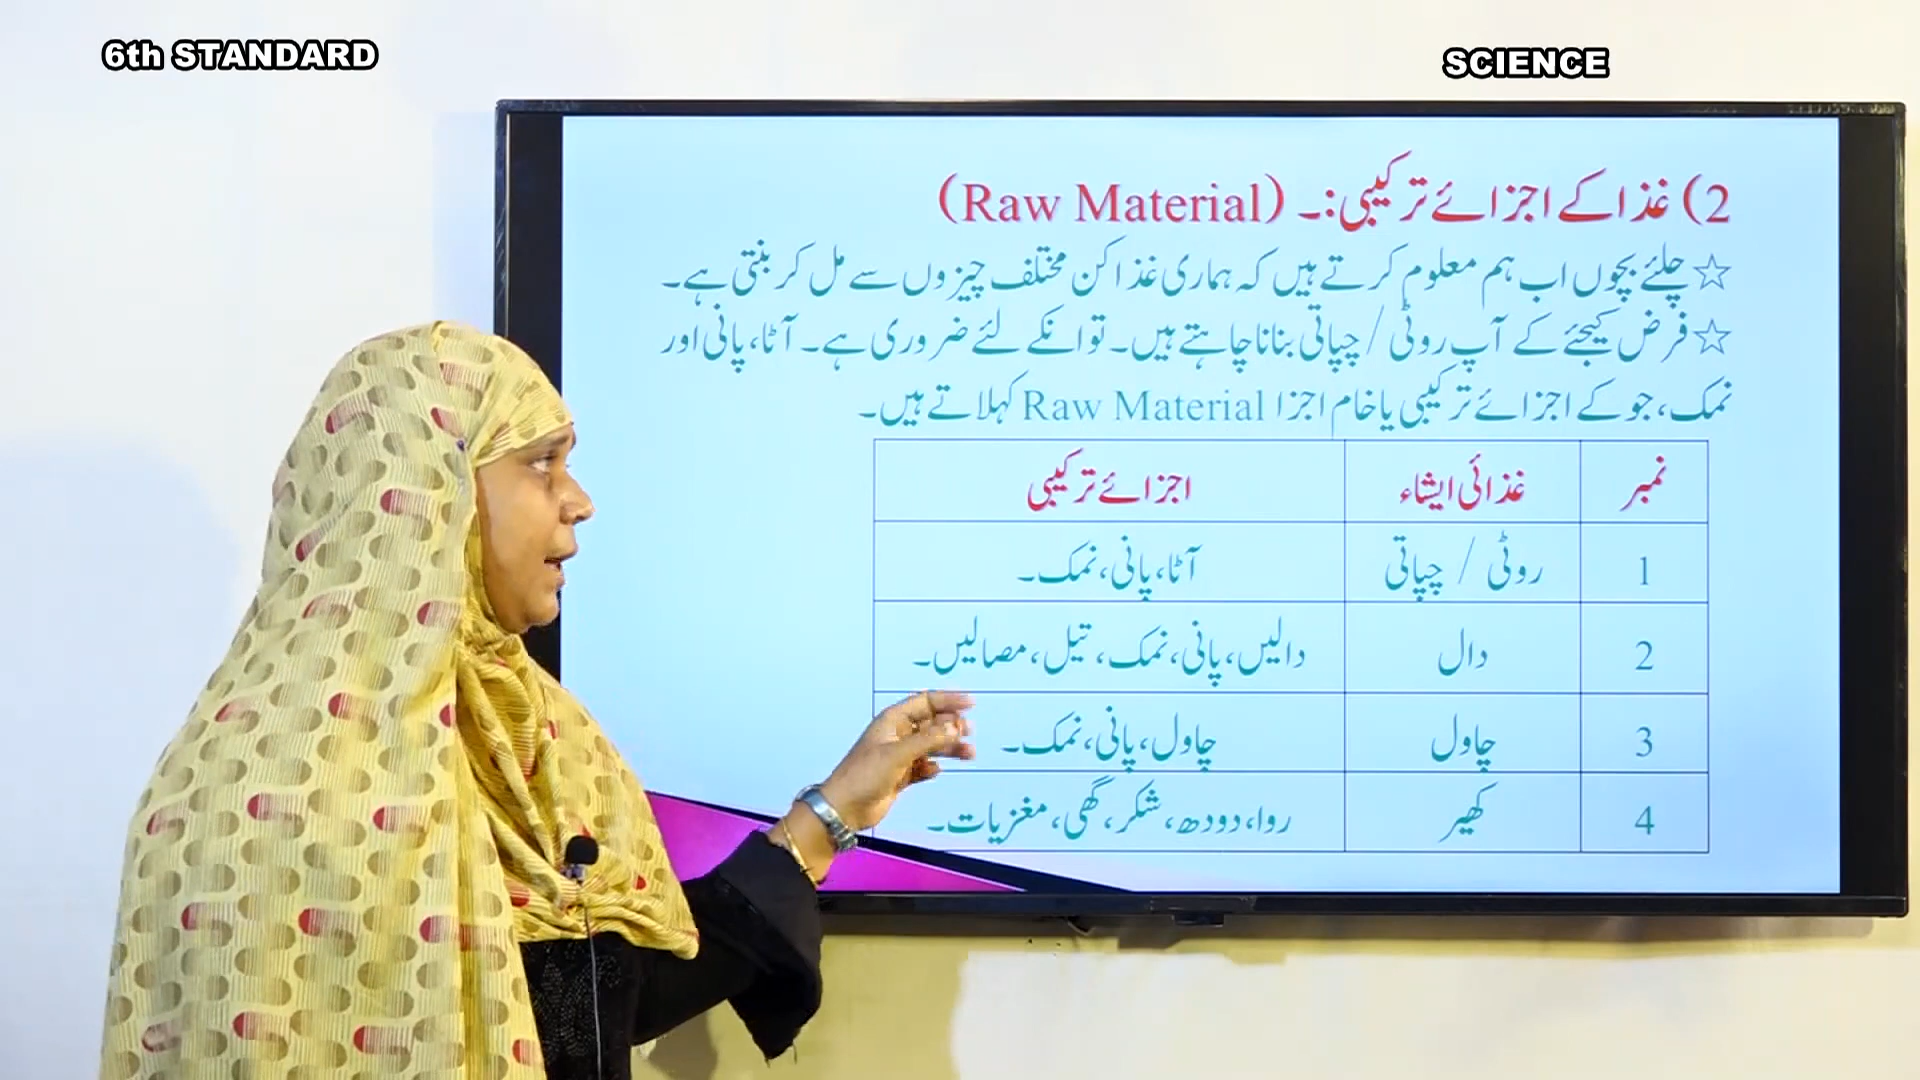 6th STANDARD
SCIENCE
2) غذا کے اجزائے ترکیبی:۔ (Raw Material)
☆ چلئے بچوں اب ہم معلوم کرتے ہیں کہ ہماری غذا کن مختلف چیزوں سے مل کر بنتی ہے۔
☆ فرض کیجئے کے آپ روٹی / چپاتی بنانا چاہتے ہیں۔ تو انکے لئے ضروری ہے۔ آٹا، پانی اور
نمک، جو کے اجزائے ترکیبی یا خام اجزا Raw Material کہلاتے ہیں۔
نمبر غذائی ایشاء اجزائے ترکیبی
1 روٹی / چپاتی آٹا، پانی، نمک۔
2 دال دالیں، پانی، نمک، تیل، مصالیں۔
3 چاول چاول، پانی، نمک۔
4 کھیر روا، دودھ، شکر، گھی، مغزیات۔